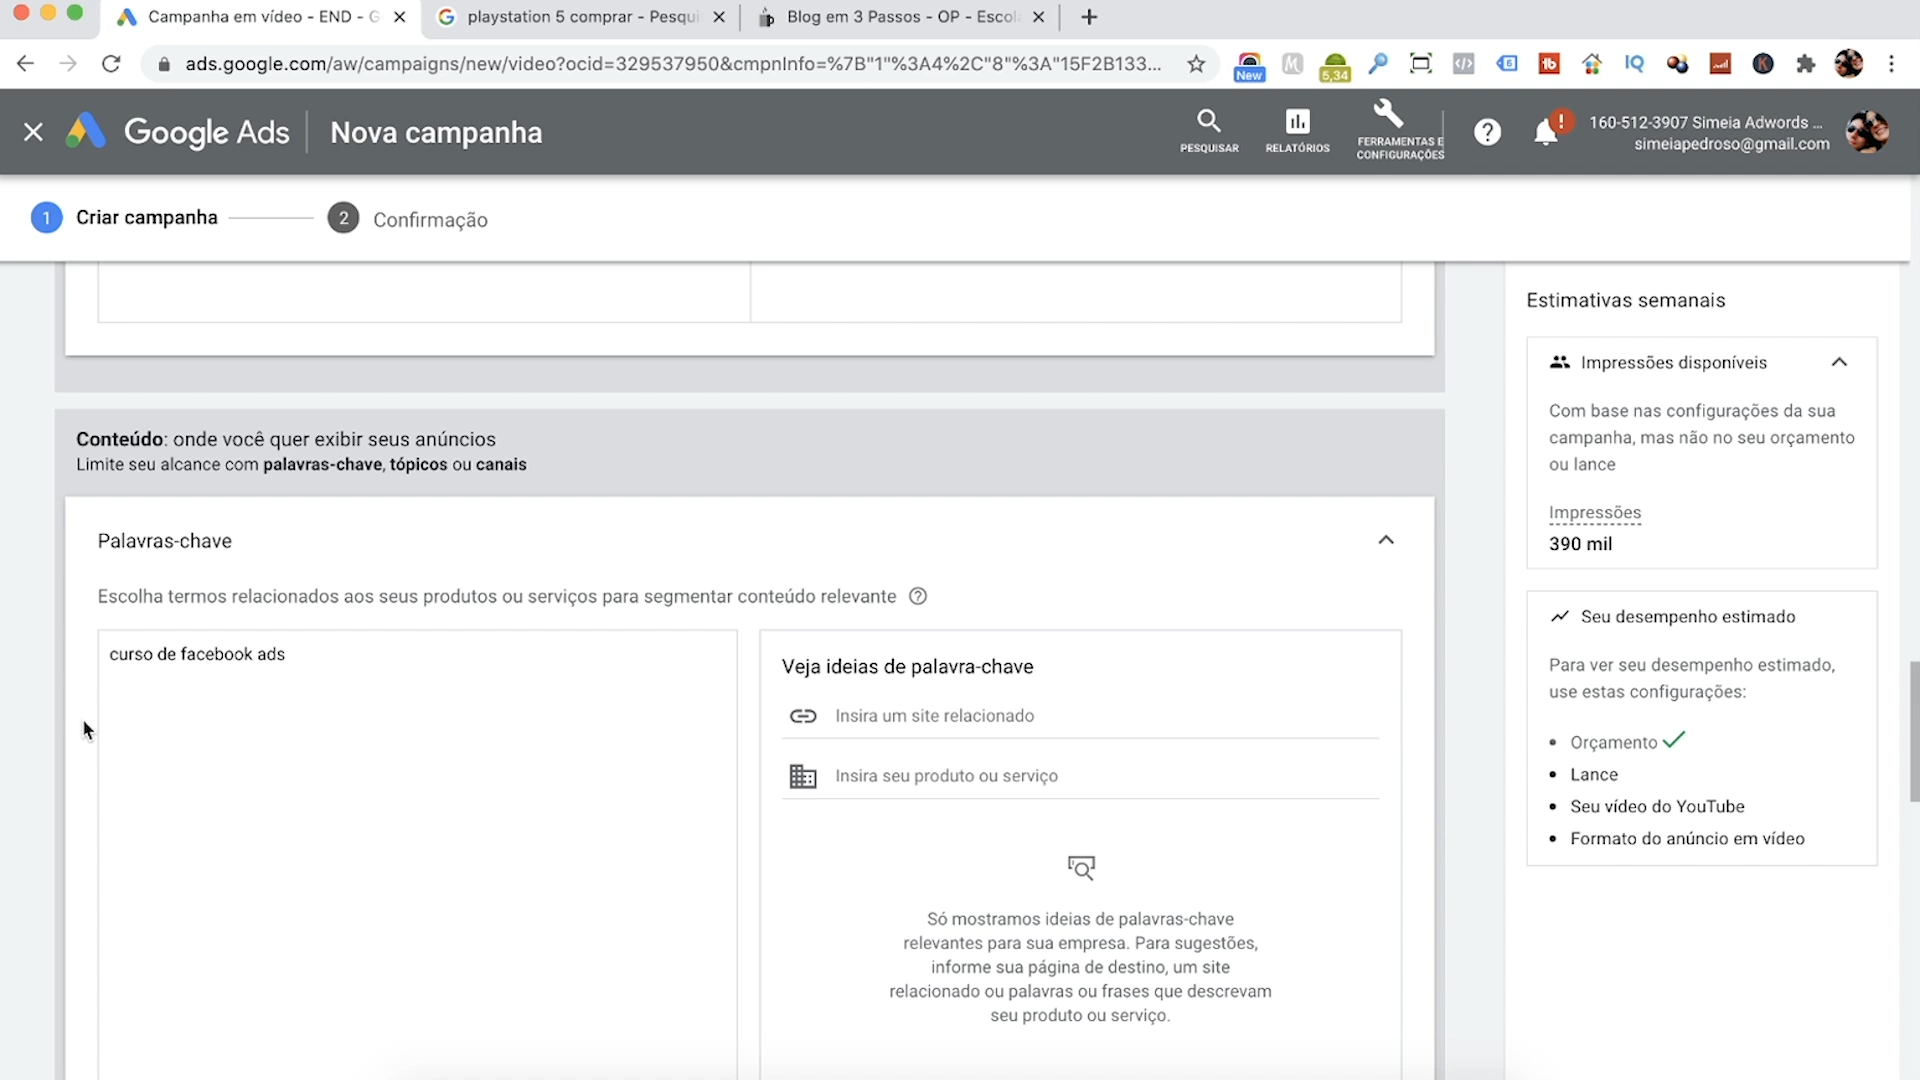 Campanha em vídeo - END - G
playstation 5 comprar - Pesqui
Blog em 3 Passos - OP - Escol
ads.google.com/aw/campaigns/new/video?ocid=329537950&cmpnInfo=%7B"1"%3A4%2C"8"%3A"15F2B133...
New
5,34
Google Ads
Nova campanha
PESQUISAR
RELATÓRIOS
FERRAMENTAS E
CONFIGURAÇÕES
160-512-3907 Simeia Adwords ...
simeiapedroso@gmail.com
1 Criar campanha
2 Confirmação
Conteúdo: onde você quer exibir seus anúncios
Limite seu alcance com palavras-chave, tópicos ou canais
Palavras-chave
Escolha termos relacionados aos seus produtos ou serviços para segmentar conteúdo relevante
curso de facebook ads
Veja ideias de palavra-chave
Insira um site relacionado
Insira seu produto ou serviço
Só mostramos ideias de palavras-chave
relevantes para sua empresa. Para sugestões,
informe sua página de destino, um site
relacionado ou palavras ou frases que descrevam
seu produto ou serviço.
Estimativas semanais
Impressões disponíveis
Com base nas configurações da sua
campanha, mas não no seu orçamento
ou lance
Impressões
390 mil
Seu desempenho estimado
Para ver seu desempenho estimado,
use estas configurações:
• Orçamento
• Lance
• Seu vídeo do YouTube
• Formato do anúncio em vídeo